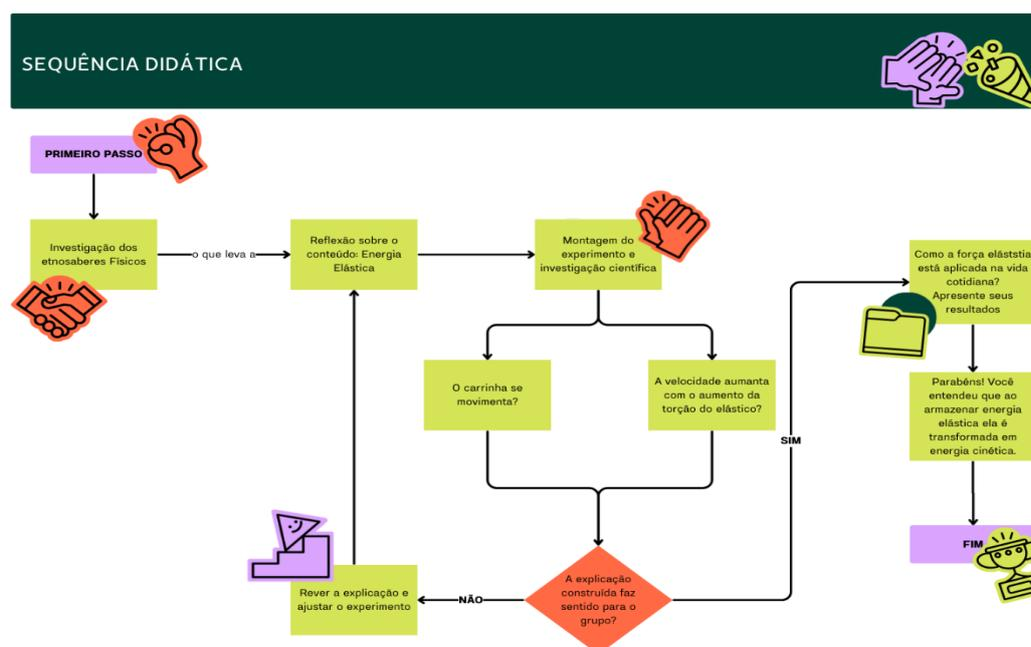 SEQUÊNCIA DIDÁTICA
PRIMEIRO PASSO
Investigação dos
etnosaberes Físicos
o que leva a
Reflexão sobre o
conteúdo: Energia
Elástica
Montagem do
experimento e
investigação científica
O carrinha se
movimenta?
A velocidade aumanta
com o aumento da
torção do elástico?
A explicação
construída faz
sentido para o
grupo?
NÃO
Rever a explicação e
ajustar o experimento
SIM
Como a força eláststia
está aplicada na vida
cotidiana?
Apresente seus
resultados
Parabéns! Você
entendeu que ao
armazenar energia
elástica ela é
transformada em
energia cinética.
FIM